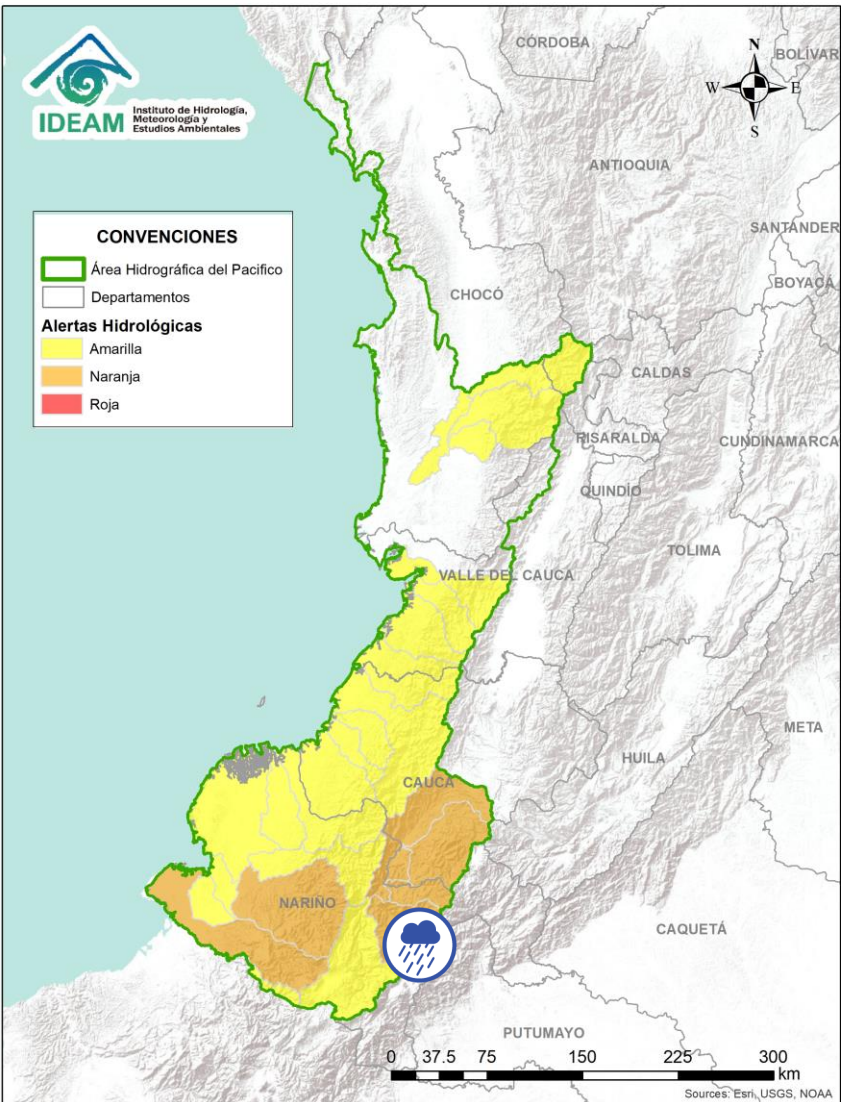 IDEAM
Instituto de Hidrología,
Meteorología y
Estudios Ambientales
N
W
E
S
CÓRDOBA
BOLÍVAR
ANTIOQUIA
SANTANDER
BOYACÁ
CHOCÓ
CONVENCIONES
Área Hidrográfica del Pacifico
Departamentos
Alertas Hidrológicas
Amarilla
Naranja
Roja
CALDAS
RISARALDA
CUNDINAMARCA
QUINDÍO
TOLIMA
VALLE DEL CAUCA
META
HUILA
CAUCA
NARIÑO
CAQUETÁ
PUTUMAYO
0 37.5 75 150 225 300
km
Sources: Esri, USGS, NOAA